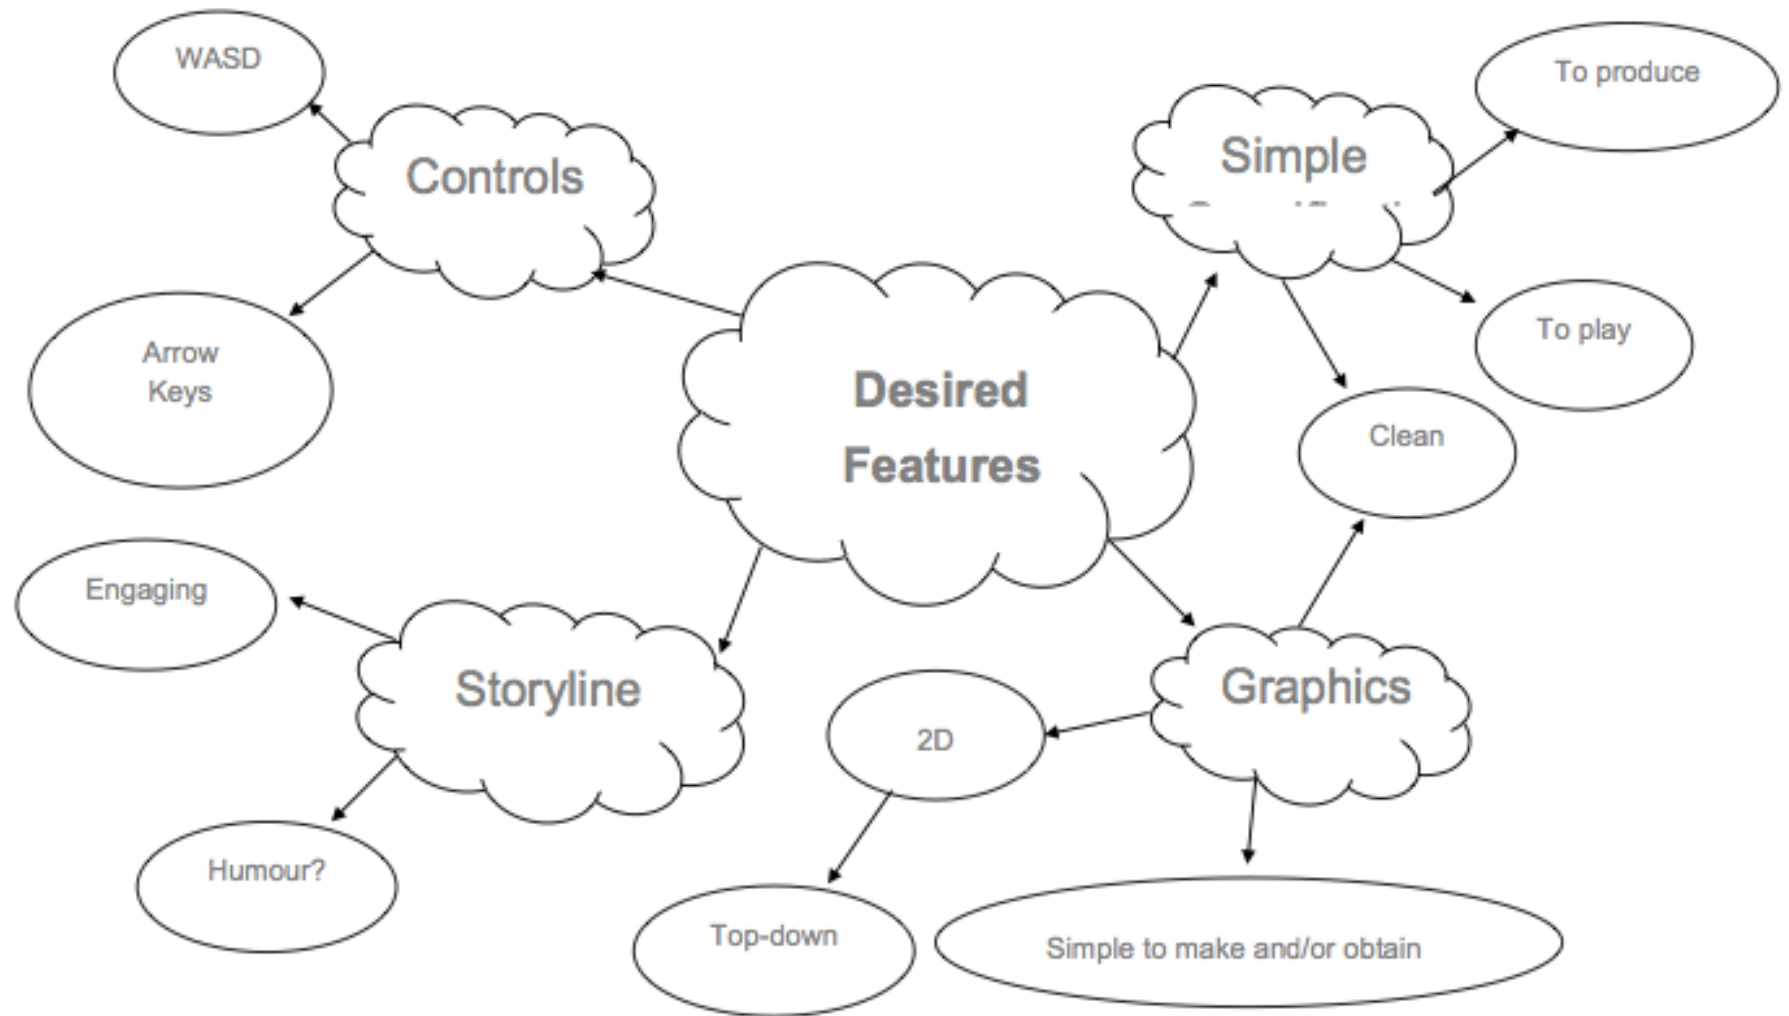 WASD
To produce
Simple
Controls
To play
Arrow
Keys
Desired
Features
Clean
Engaging
Storyline
Graphics
2D
Humour?
Top-down
Simple to make and/or obtain